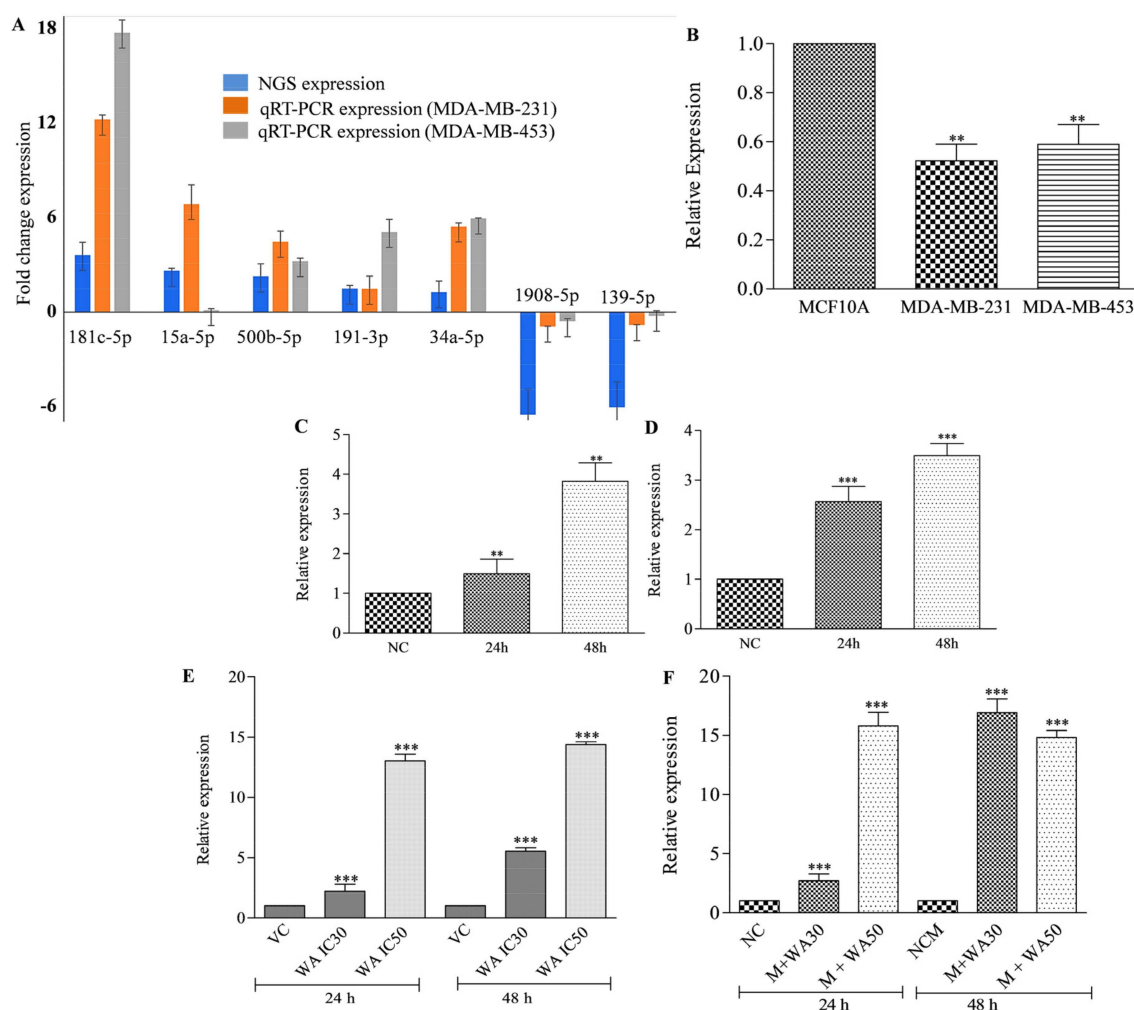 A
18
12
6
0
-6
Fold change expression
NGS expression
qRT-PCR expression (MDA-MB-231)
qRT-PCR expression (MDA-MB-453)
181c-5p 15a-5p 500b-5p 191-3p 34a-5p 1908-5p 139-5p
B
1.0
0.8
0.6
0.4
0.2
0.0
Relative Expression
** **
MCF10A MDA-MB-231 MDA-MB-453
C
5
4
3
2
1
0
Relative expression
** **
NC 24h 48h
D
4
3
2
1
0
Relative expression
*** ***
NC 24h 48h
E
20
15
10
5
0
Relative expression
*** *** *** ***
VC WA IC30 WA IC50 VC WA IC30 WA IC50
24 h 48 h
F
20
15
10
5
0
Relative expression
*** *** *** ***
NC M+WA30 M + WA50 NCM M+WA30 M + WA50
24 h 48 h